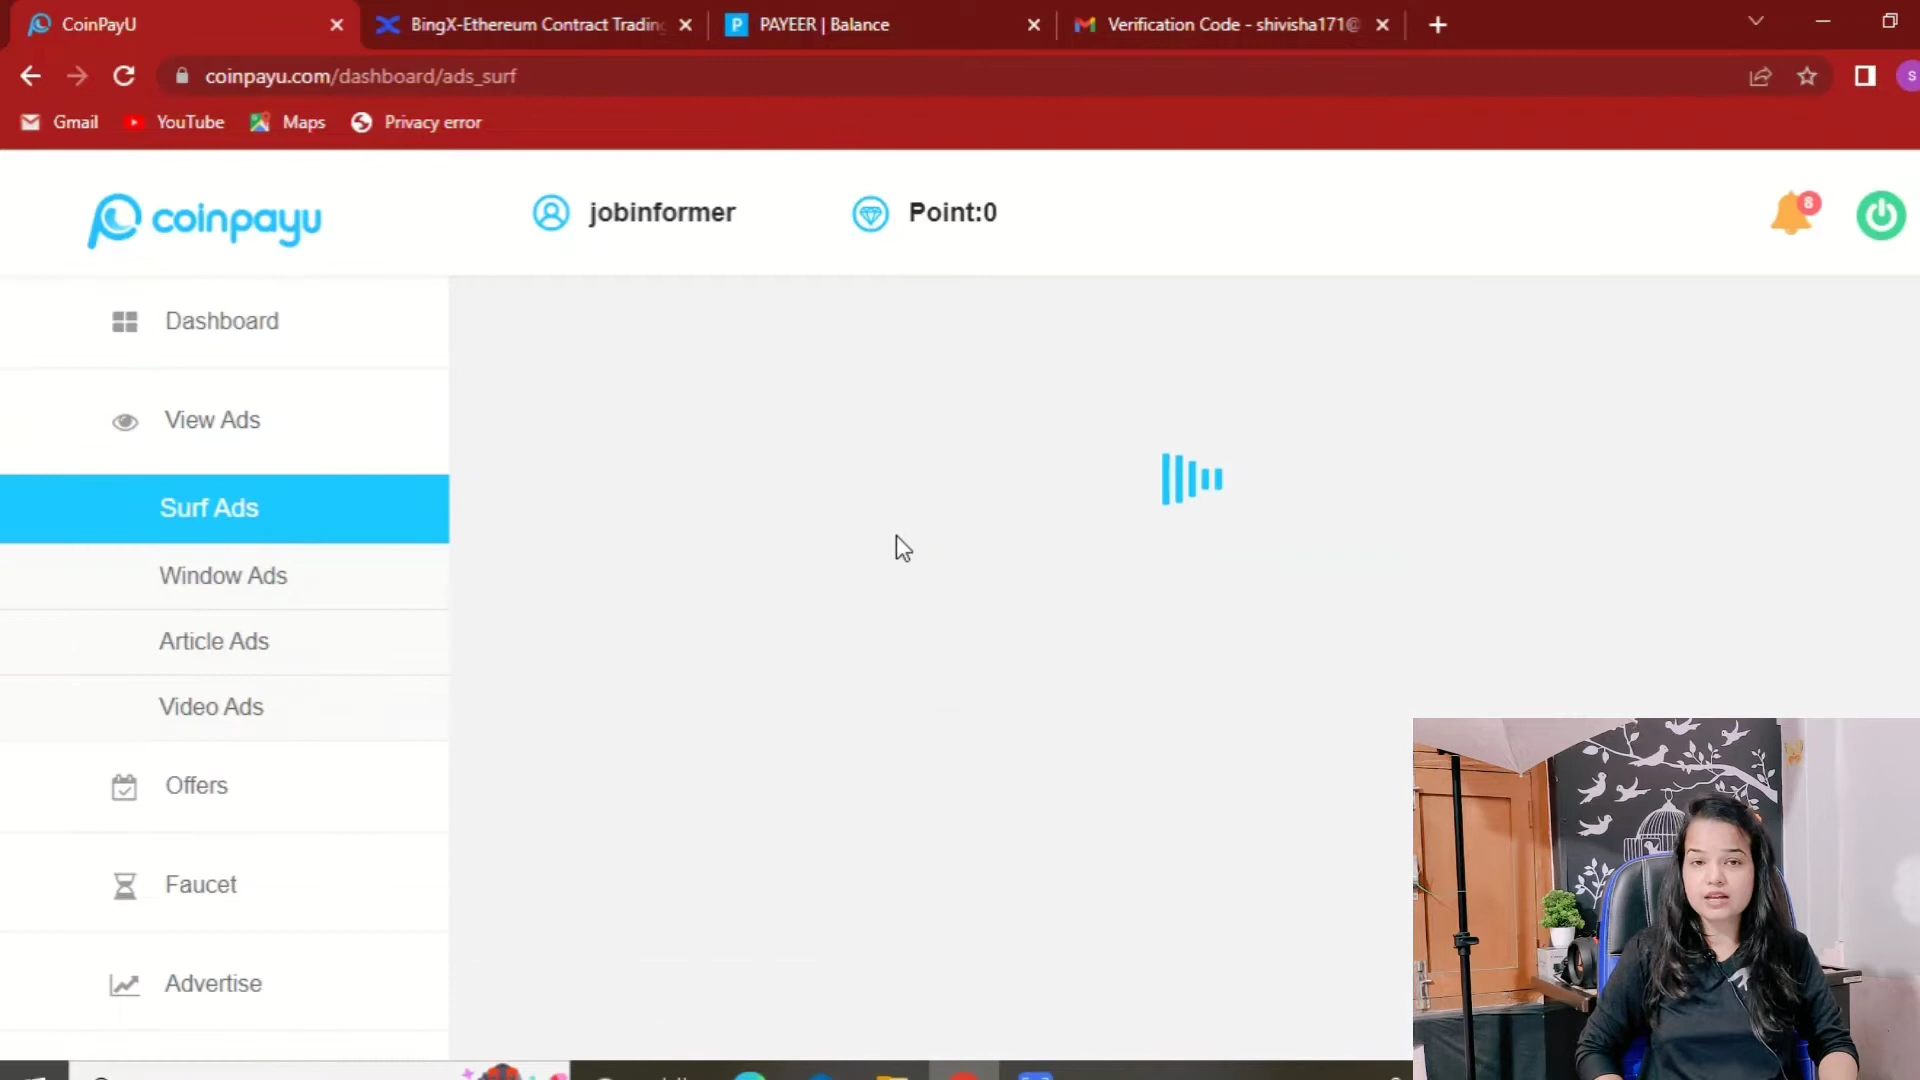 CoinPayU
BingX-Ethereum Contract Trading
PAYEER | Balance
Verification Code - shivisha171@
coinpayu.com/dashboard/ads_surf
S
Gmail
YouTube
Maps
Privacy error
coinpayu
jobinformer
Point:0
8
Dashboard
View Ads
Surf Ads
Window Ads
Article Ads
Video Ads
Offers
Faucet
Advertise